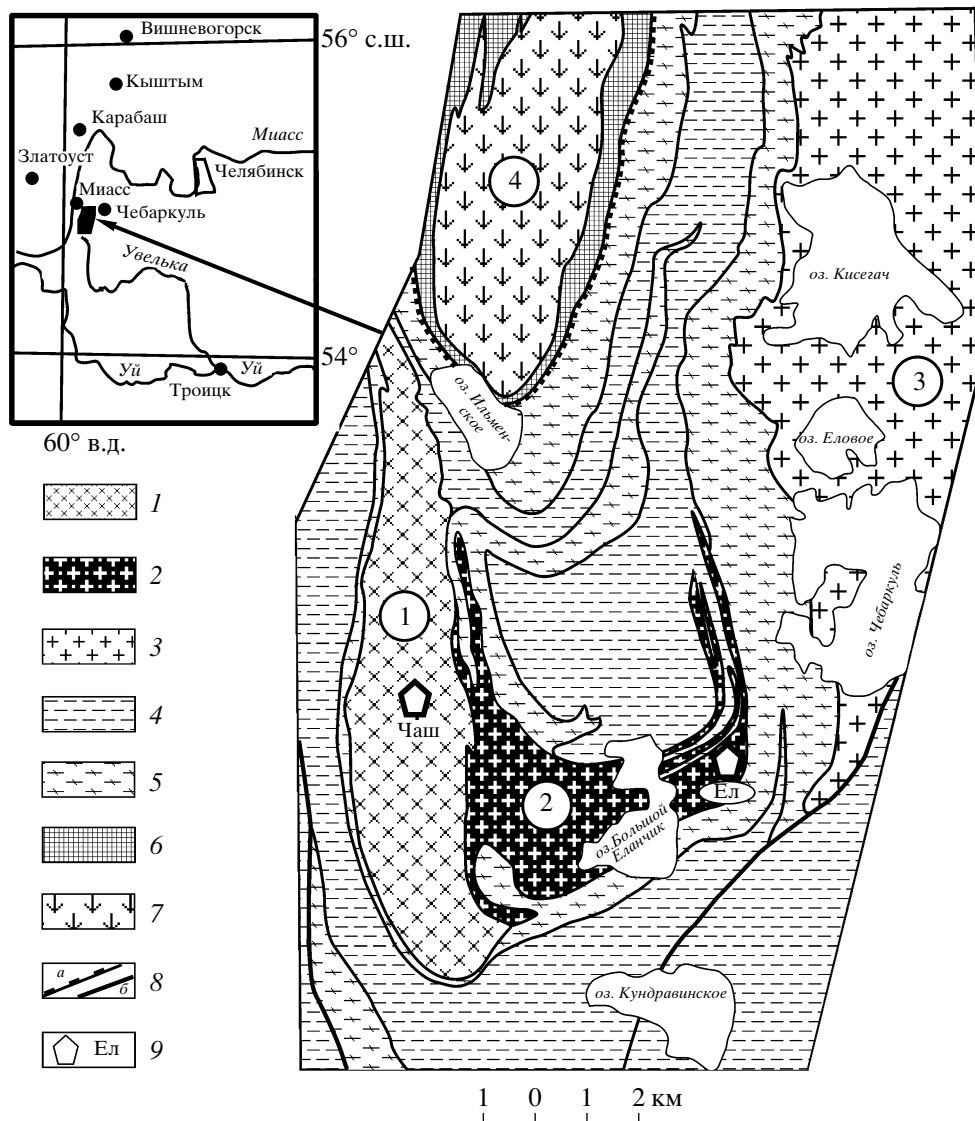 Вишневогорск
56° с.ш.
Кыштым
Карабаш
Миасс
Златоуст
Челябинск
Миасс
Чебаркуль
Увелька
54°
Уй
Уй
Троицк
60° в.д.
1
2
3
4
5
6
7
а
б
8
Ел
9
4
оз. Кисегач
3
оз. Ильмен-
ское
оз. Еловое
оз. Чебаркуль
1
Чаш
2
Ел
оз.Большой
Еланчик
оз. Кундравинское
1 0 1 2 км